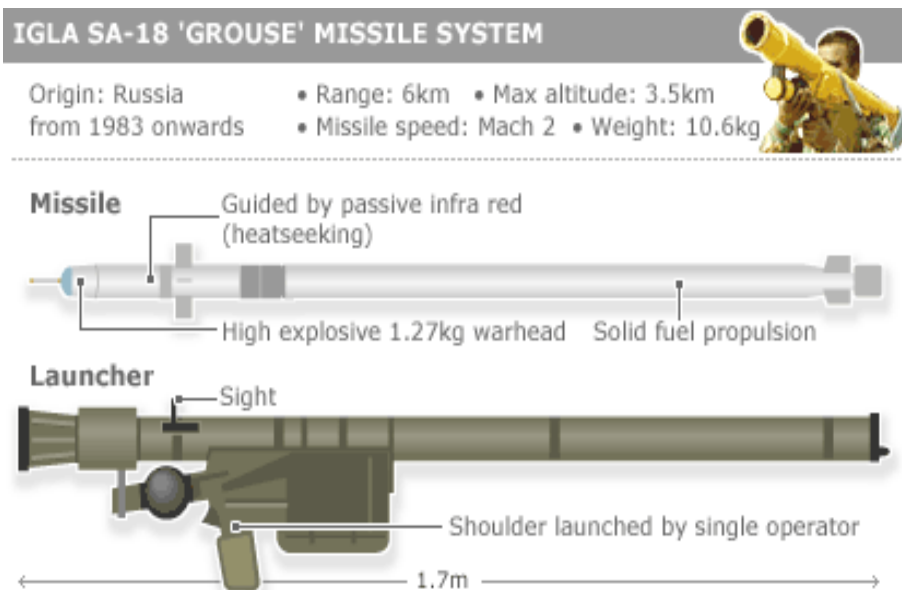 IGLA SA-18 'GROUSE' MISSILE SYSTEM
Origin: Russia
from 1983 onwards
• Range: 6km • Max altitude: 3.5km
• Missile speed: Mach 2 • Weight: 10.6kg
Missile
Guided by passive infra red
(heatseeking)
High explosive 1.27kg warhead
Solid fuel propulsion
Launcher
Sight
Shoulder launched by single operator
1.7m